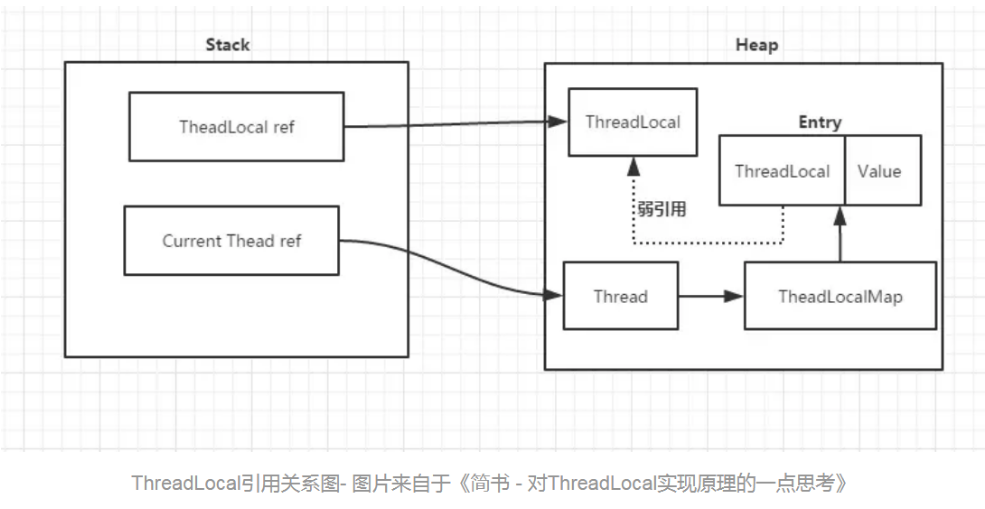 Stack
Heap
TheadLocal ref
ThreadLocal
Entry
ThreadLocal
Value
弱引用
Current Thead ref
Thread
TheadLocalMap
ThreadLocal引用关系图- 图片来自于《简书 - 对ThreadLocal实现原理的一点思考》